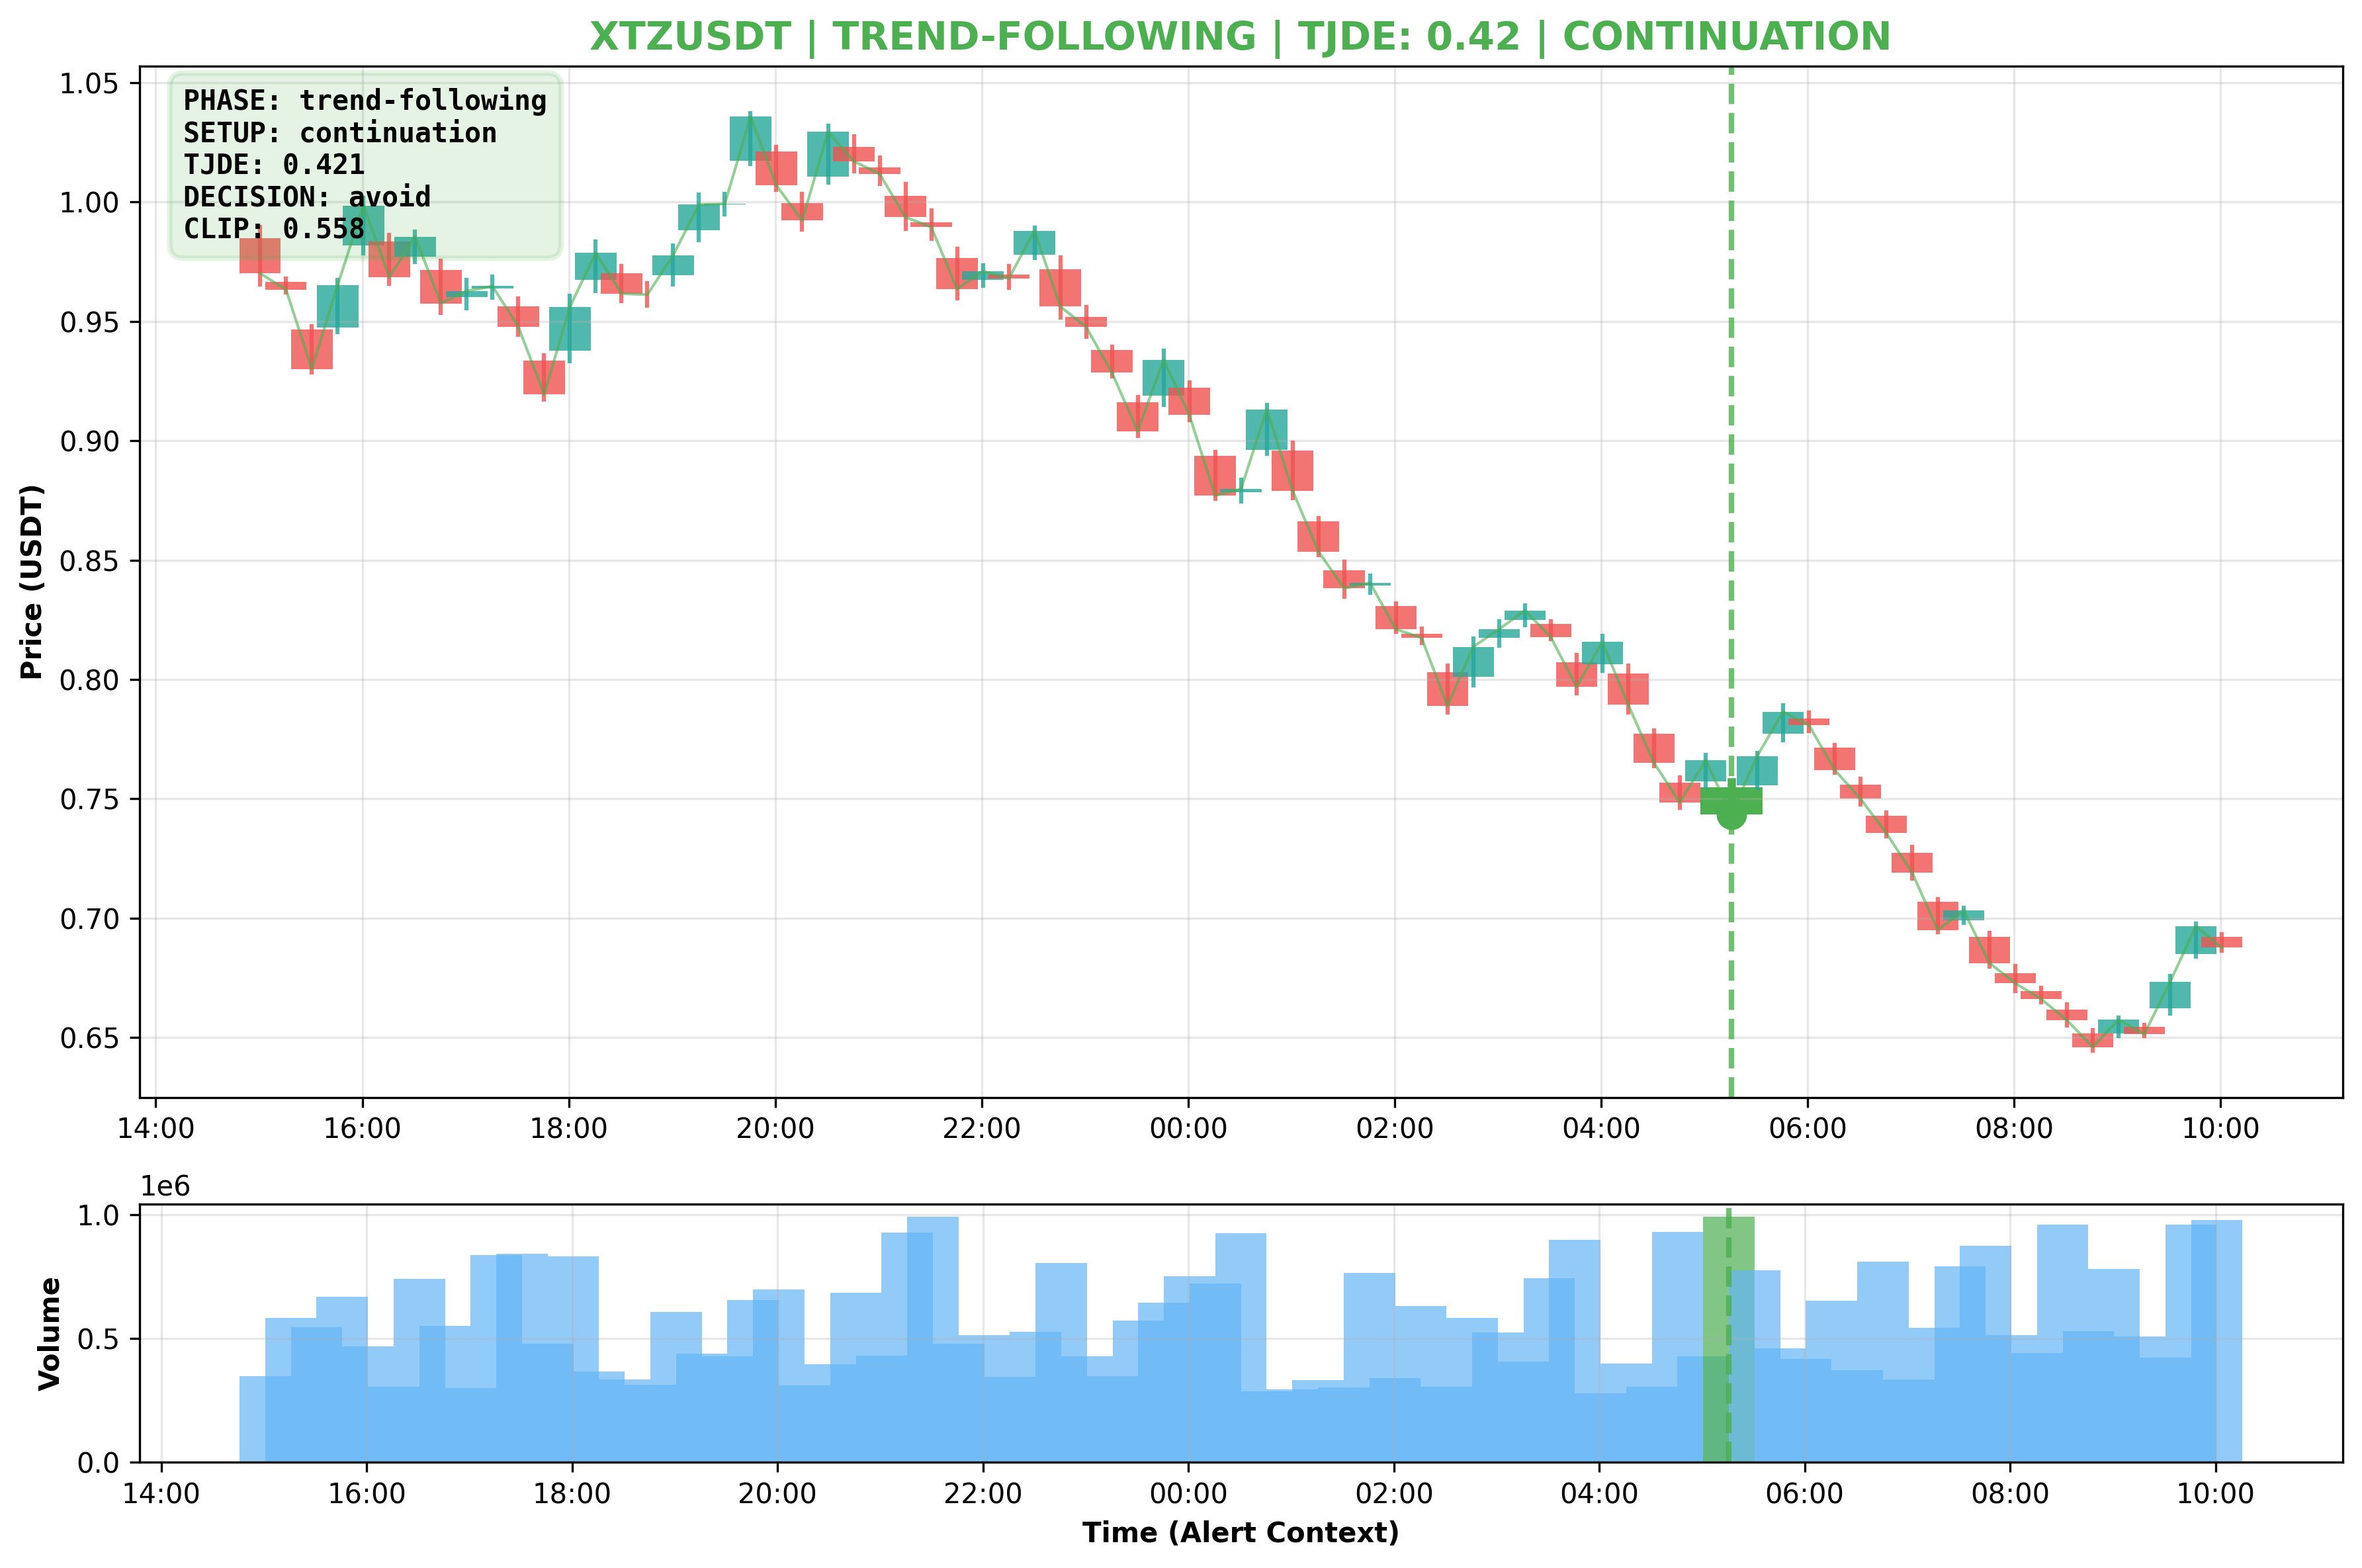 XTZUSDT | TREND-FOLLOWING | TJDE: 0.42 | CONTINUATION
PHASE: trend-following
SETUP: continuation
TJDE: 0.421
DECISION: avoid
CLIP: 0.558
Price (USDT)
1.05
1.00
0.95
0.90
0.85
0.80
0.75
0.70
0.65
14:00 16:00 18:00 20:00 22:00 00:00 02:00 04:00 06:00 08:00 10:00
1e6
Volume
1.0
0.5
0.0
14:00 16:00 18:00 20:00 22:00 00:00 02:00 04:00 06:00 08:00 10:00
Time (Alert Context)